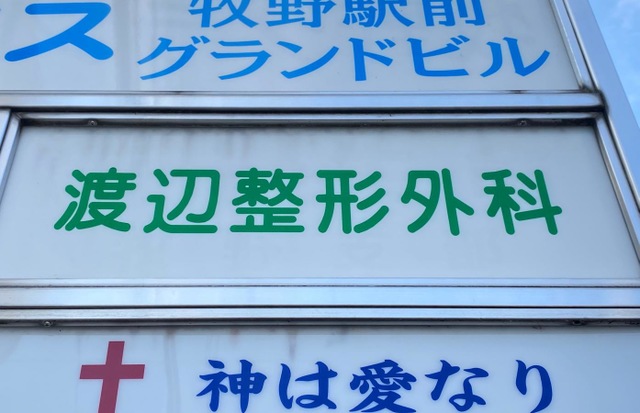 ス
牧野駅前
グランドビル
渡辺整形外科
神は愛なり